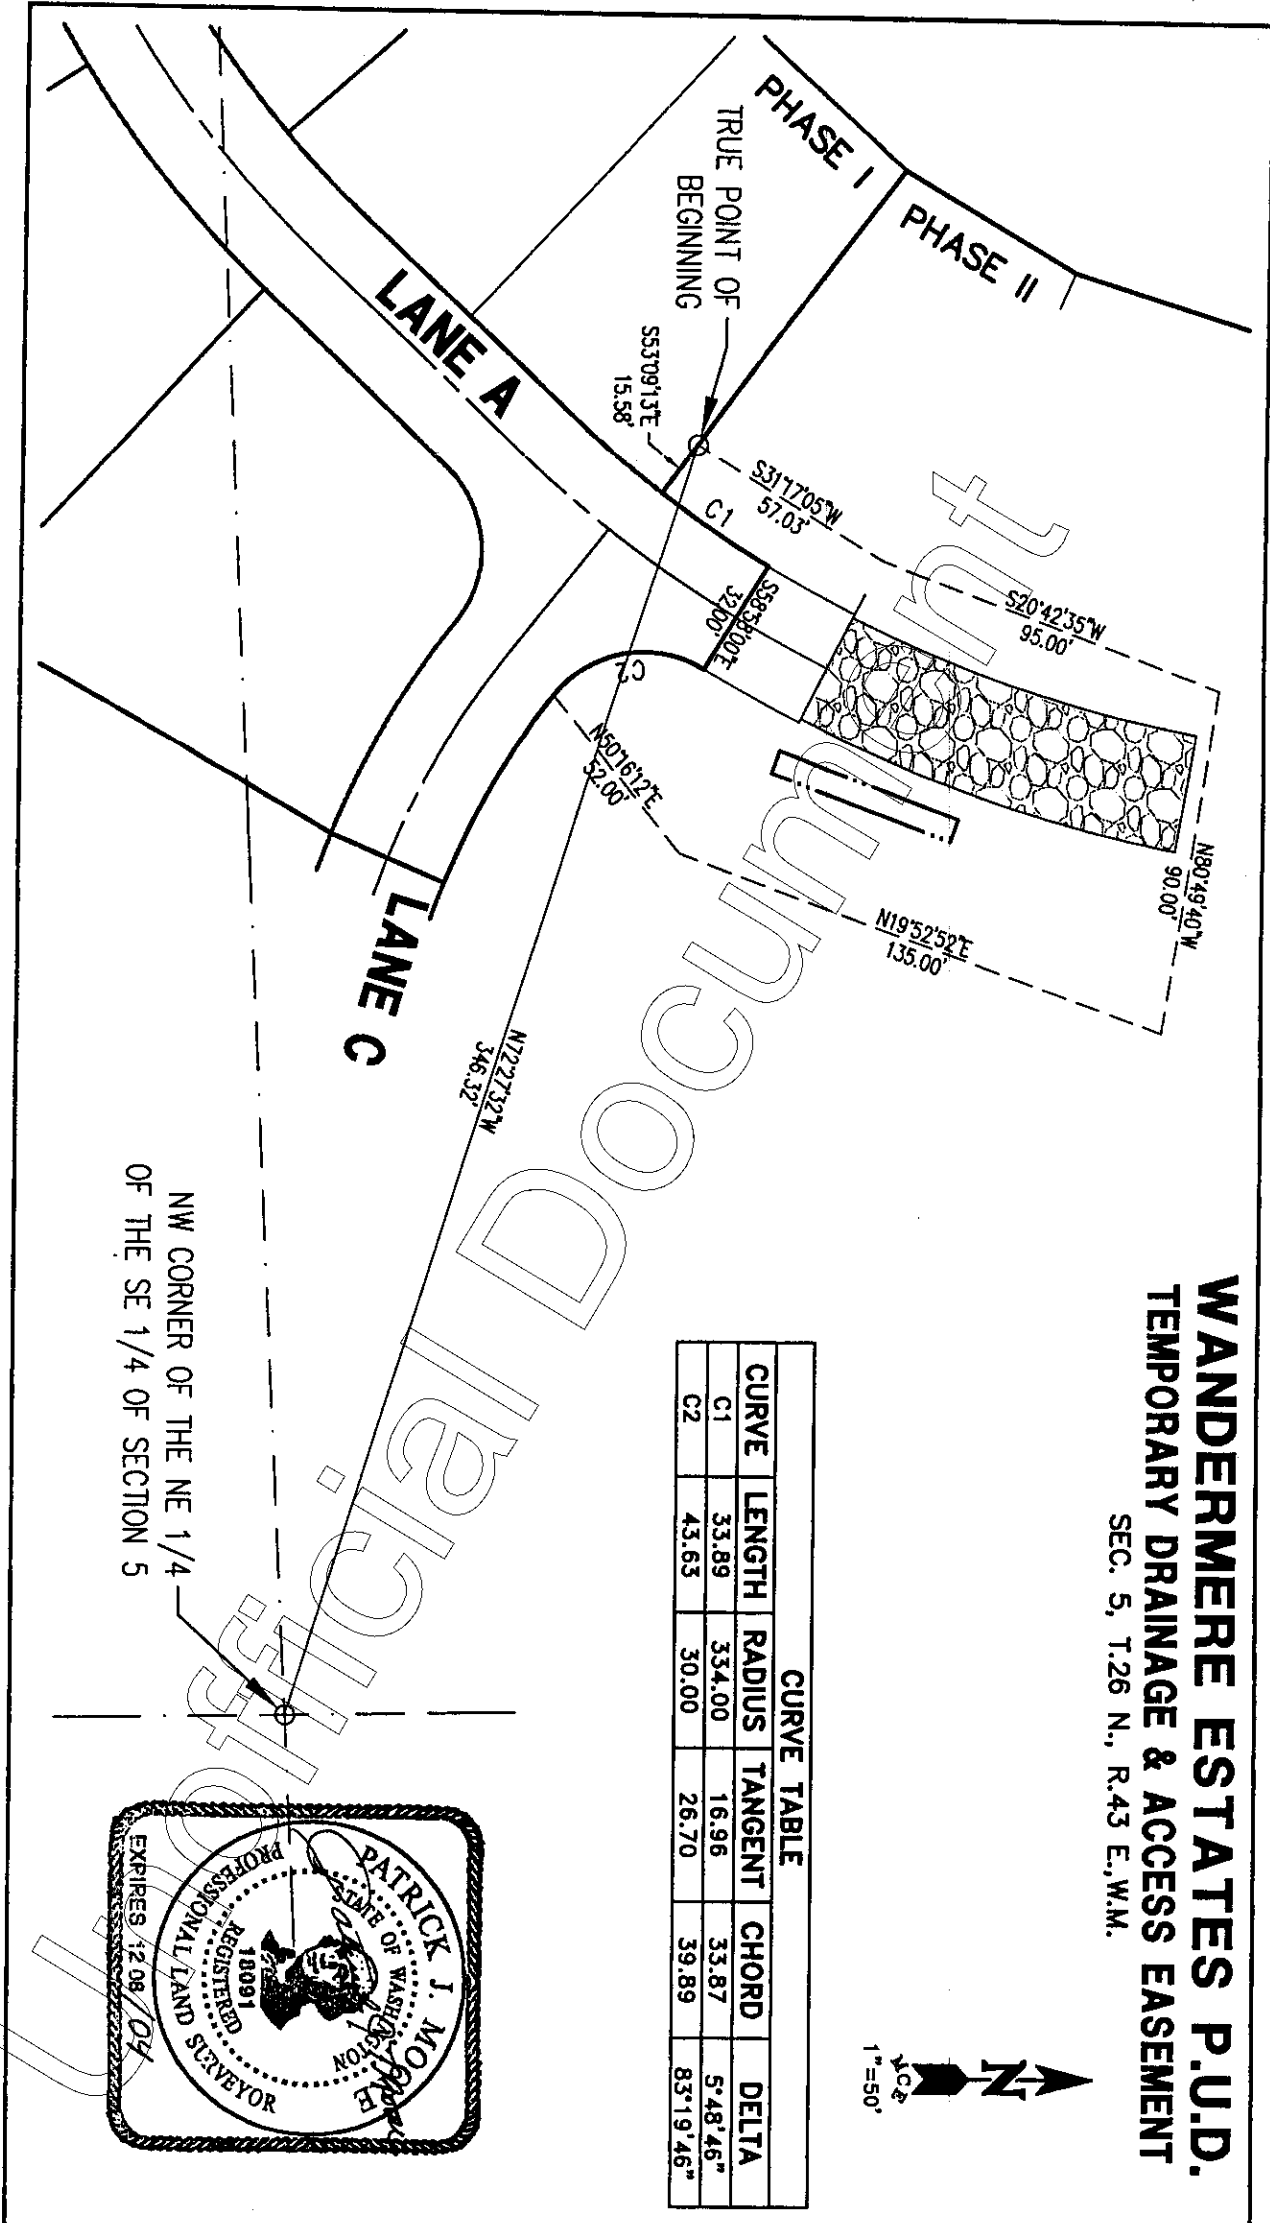 WANDERMERE ESTATES P.U.D.
TEMPORARY DRAINAGE & ACCESS EASEMENT
SEC. 5, T.26 N., R.43 E.,W.M.
N
1"=50'
PHASE I
PHASE II
TRUE POINT OF
BEGINNING
S53°09'13"E
15.58'
S31°17'05"W
57.03'
S20°42'35"W
95.00'
N80°49'40"W
90.00'
N19°52'52"E
135.00'
N50°16'12"E
52.00'
S58°58'00"E
32.00'
C1
C2
LANE A
LANE C
N72°27'32"W
346.32'
NW CORNER OF THE NE 1/4
OF THE SE 1/4 OF SECTION 5
CURVE TABLE
CURVE LENGTH RADIUS TANGENT CHORD DELTA
C1 33.89 334.00 16.96 33.87 5°48'46"
C2 43.63 30.00 26.70 39.89 83°19'46"
PATRICK J. MOORE
STATE OF WASHINGTON
18091
REGISTERED
PROFESSIONAL LAND SURVEYOR
EXPIRES 12 08 /04
Unofficial Document